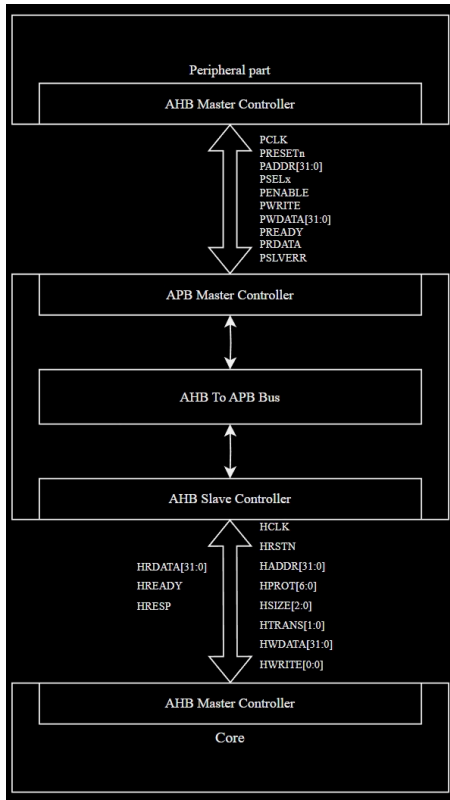 Peripheral part
AHB Master Controller
PCLK
PRESETn
PADDR[31:0]
PSELx
PENABLE
PWRITE
PWDATA[31:0]
PREADY
PRDATA
PSLVERR
APB Master Controller
AHB To APB Bus
AHB Slave Controller
HRDATA[31:0]
HREADY
HRESP
HCLK
HRSTN
HADDR[31:0]
HPROT[6:0]
HSIZE[2:0]
HTRANS[1:0]
HWDATA[31:0]
HWRITE[0:0]
AHB Master Controller
Core